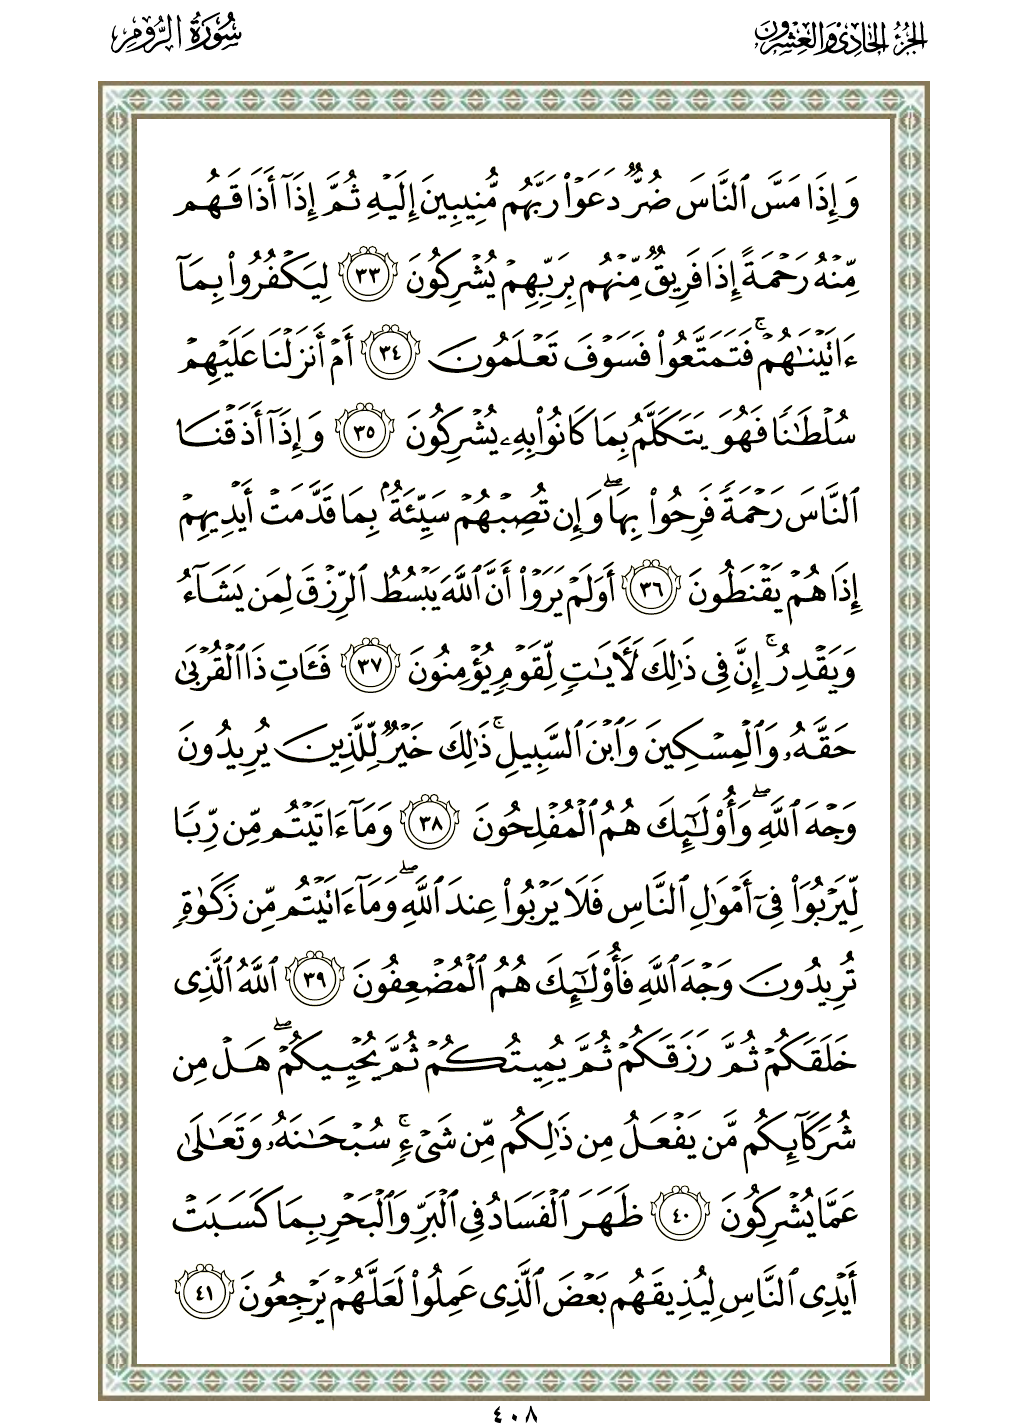 الجزء الحادي والعشرون
سورة الروم
وَإِذَا مَسَّ ٱلنَّاسَ ضُرٌّ دَعَوْا۟ رَبَّهُم مُّنِيبِينَ إِلَيْهِ ثُمَّ إِذَآ أَذَاقَهُم
مِّنْهُ رَحْمَةً إِذَا فَرِيقٌ مِّنْهُم بِرَبِّهِمْ يُشْرِكُونَ ٣٣ لِيَكْفُرُوا۟ بِمَآ
ءَاتَيْنَٰهُمْ ۚ فَتَمَتَّعُوا۟ فَسَوْفَ تَعْلَمُونَ ٣٤ أَمْ أَنزَلْنَا عَلَيْهِمْ
سُلْطَٰنًا فَهُوَ يَتَكَلَّمُ بِمَا كَانُوا۟ بِهِۦ يُشْرِكُونَ ٣٥ وَإِذَآ أَذَقْنَا
ٱلنَّاسَ رَحْمَةً فَرِحُوا۟ بِهَا ۖ وَإِن تُصِبْهُمْ سَيِّئَةٌۢ بِمَا قَدَّمَتْ أَيْدِيهِمْ
إِذَا هُمْ يَقْنَطُونَ ٣٦ أَوَلَمْ يَرَوْا۟ أَنَّ ٱللَّهَ يَبْسُطُ ٱلرِّزْقَ لِمَن يَشَآءُ
وَيَقْدِرُ ۚ إِنَّ فِى ذَٰلِكَ لَءَايَٰتٍ لِّقَوْمٍ يُؤْمِنُونَ ٣٧ فَـَٔاتِ ذَا ٱلْقُرْبَىٰ
حَقَّهُۥ وَٱلْمِسْكِينَ وَٱبْنَ ٱلسَّبِيلِ ۚ ذَٰلِكَ خَيْرٌ لِّلَّذِينَ يُرِيدُونَ
وَجْهَ ٱللَّهِ ۖ وَأُو۟لَٰٓئِكَ هُمُ ٱلْمُفْلِحُونَ ٣٨ وَمَآ ءَاتَيْتُم مِّن رِّبًا
لِّيَرْبُوَا۟ فِىٓ أَمْوَٰلِ ٱلنَّاسِ فَلَا يَرْبُوا۟ عِندَ ٱللَّهِ ۖ وَمَآ ءَاتَيْتُم مِّن زَكَوٰةٍ
تُرِيدُونَ وَجْهَ ٱللَّهِ فَأُو۟لَٰٓئِكَ هُمُ ٱلْمُضْعِفُونَ ٣٩ ٱللَّهُ ٱلَّذِى
خَلَقَكُمْ ثُمَّ رَزَقَكُمْ ثُمَّ يُمِيتُكُمْ ثُمَّ يُحْيِيكُمْ ۖ هَلْ مِن
شُرَكَآئِكُم مَّن يَفْعَلُ مِن ذَٰلِكُم مِّن شَىْءٍ ۚ سُبْحَٰنَهُۥ وَتَعَٰلَىٰ
عَمَّا يُشْرِكُونَ ٤٠ ظَهَرَ ٱلْفَسَادُ فِى ٱلْبَرِّ وَٱلْبَحْرِ بِمَا كَسَبَتْ
أَيْدِى ٱلنَّاسِ لِيُذِيقَهُم بَعْضَ ٱلَّذِى عَمِلُوا۟ لَعَلَّهُمْ يَرْجِعُونَ ٤١
٤٠٨